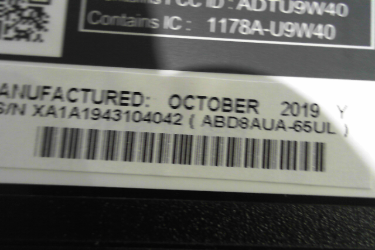 Contains FCC ID : ADTU9W40
Contains IC : 1178A-U9W40
ANUFACTURED: OCTOBER 2019 Y
S/N XA1A1943104042 ( ABD8AUA-65UL )